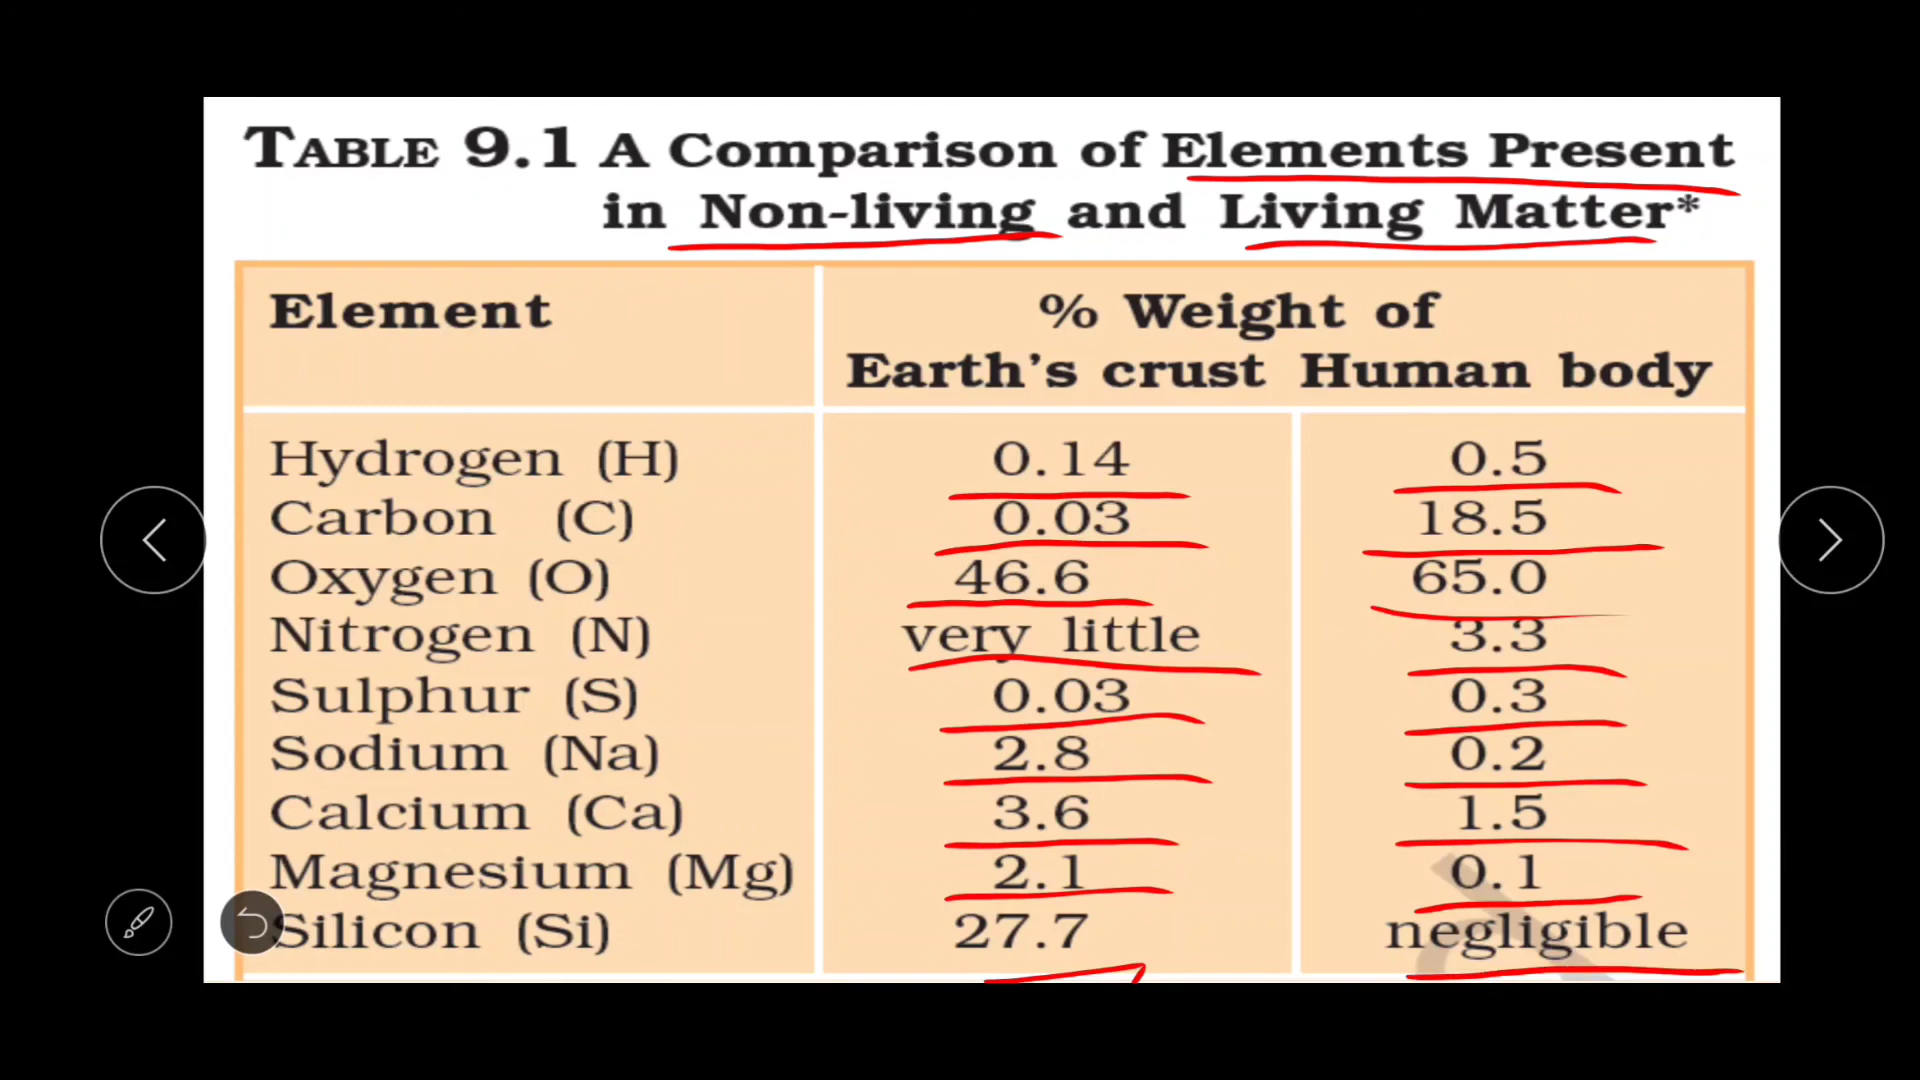 TABLE 9.1 A Comparison of Elements Present
in Non-living and Living Matter*
Element % Weight of
Earth's crust Human body
Hydrogen (H) 0.14 0.5
Carbon (C) 0.03 18.5
Oxygen (O) 46.6 65.0
Nitrogen (N) very little 3.3
Sulphur (S) 0.03 0.3
Sodium (Na) 2.8 0.2
Calcium (Ca) 3.6 1.5
Magnesium (Mg) 2.1 0.1
Silicon (Si) 27.7 negligible